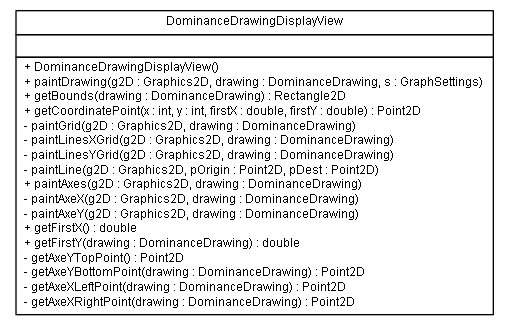 DominanceDrawingDisplayView
+ DominanceDrawingDisplayView()
+ paintDrawing(g2D : Graphics2D, drawing : DominanceDrawing, s : GraphSettings)
+ getBounds(drawing : DominanceDrawing) : Rectangle2D
+ getCoordinatePoint(x : int, y : int, firstX : double, firstY : double) : Point2D
- paintGrid(g2D : Graphics2D, drawing : DominanceDrawing)
- paintLinesXGrid(g2D : Graphics2D, drawing : DominanceDrawing)
- paintLinesYGrid(g2D : Graphics2D, drawing : DominanceDrawing)
- paintLine(g2D : Graphics2D, pOrigin : Point2D, pDest : Point2D)
+ paintAxes(g2D : Graphics2D, drawing : DominanceDrawing)
- paintAxeX(g2D : Graphics2D, drawing : DominanceDrawing)
- paintAxeY(g2D : Graphics2D, drawing : DominanceDrawing)
+ getFirstX() : double
+ getFirstY(drawing : DominanceDrawing) : double
- getAxeYTopPoint() : Point2D
- getAxeYBottomPoint(drawing : DominanceDrawing) : Point2D
- getAxeXLeftPoint(drawing : DominanceDrawing) : Point2D
- getAxeXRightPoint(drawing : DominanceDrawing) : Point2D